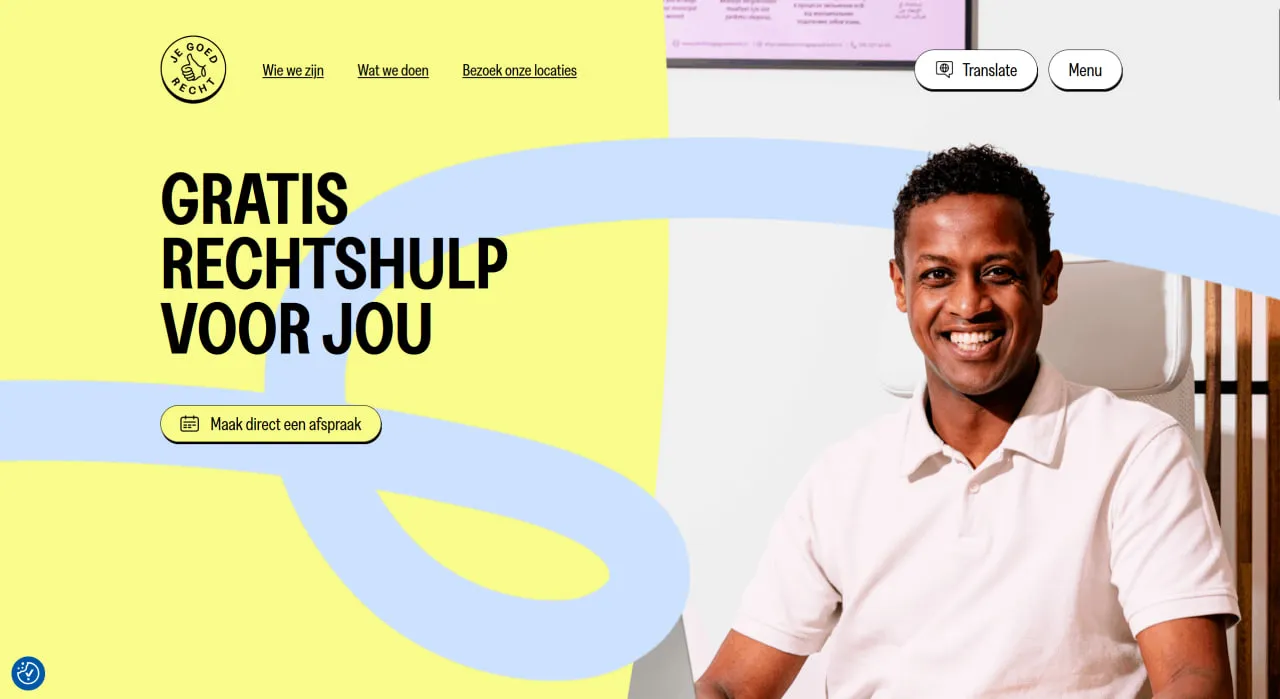 JE GOED
RECHT
Wie we zijn
Wat we doen
Bezoek onze locaties
Translate
Menu
GRATIS
RECHTSHULP
VOOR JOU
Maak direct een afspraak